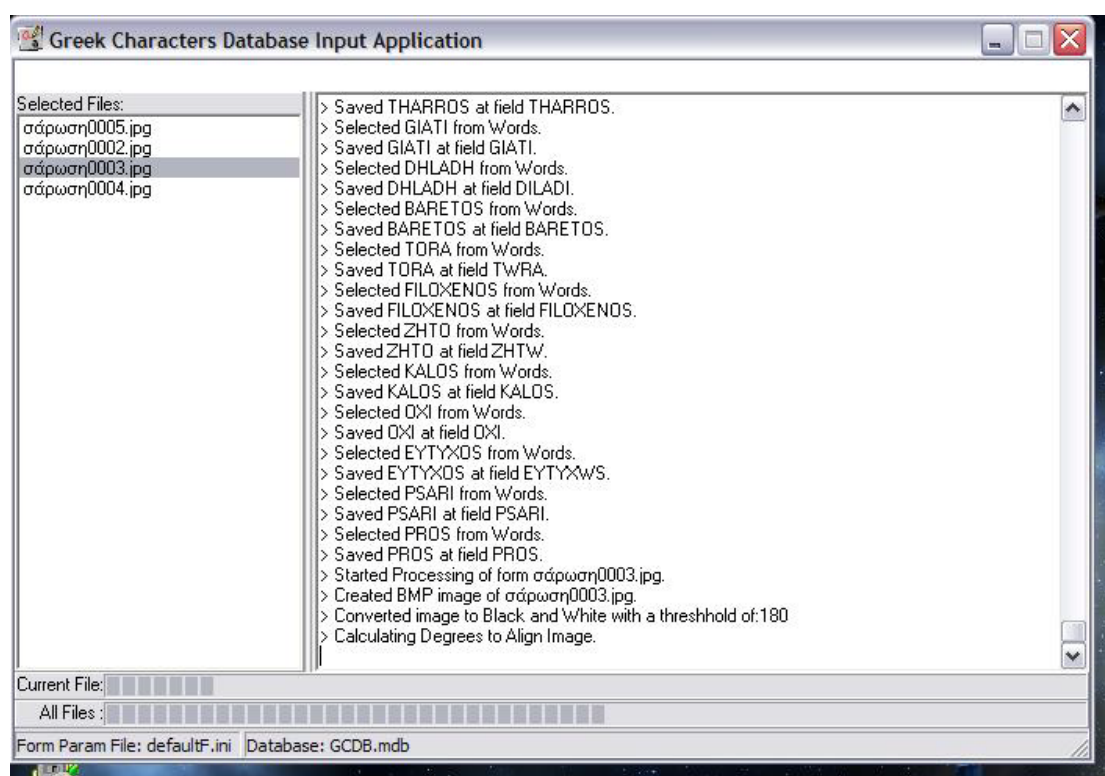 Greek Characters Database Input Application
Selected Files:
σάρωση0005.jpg
σάρωση0002.jpg
σάρωση0003.jpg
σάρωση0004.jpg
> Saved THARROS at field THARROS.
> Selected GIATI from Words.
> Saved GIATI at field GIATI.
> Selected DHLADH from Words.
> Saved DHLADH at field DILADI.
> Selected BARETOS from Words.
> Saved BARETOS at field BARETOS.
> Selected TORA from Words.
> Saved TORA at field TWRA.
> Selected FILOXENOS from Words.
> Saved FILOXENOS at field FILOXENOS.
> Selected ZHTO from Words.
> Saved ZHTO at field ZHTW.
> Selected KALOS from Words.
> Saved KALOS at field KALOS.
> Selected OXI from Words.
> Saved OXI at field OXI.
> Selected EYTYXOS from Words.
> Saved EYTYXOS at field EYTYXWS.
> Selected PSARI from Words.
> Saved PSARI at field PSARI.
> Selected PROS from Words.
> Saved PROS at field PROS.
> Started Processing of form σάρωση0003.jpg.
> Created BMP image of σάρωση0003.jpg.
> Converted image to Black and White with a threshhold of:180
> Calculating Degrees to Align Image.
Current File:
All Files :
Form Param File: defaultF.ini Database: GCDB.mdb